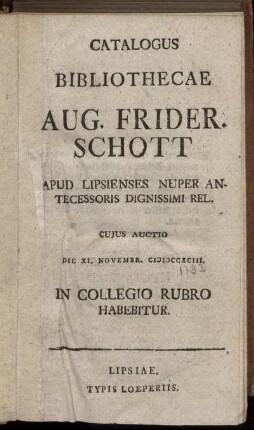 CATALOGUS
BIBLIOTHECAE
AUG. FRIDER.
SCHOTT
APUD LIPSIENSES NUPER AN-
TECESSORIS DIGNISSIMI REL.
CUJUS AUCTIO
DIE XI. NOVEMBR. CIƆIƆCCXCIII.
1793
IN COLLEGIO RUBRO
HABEBITUR.
LIPSIAE,
TYPIS LOEPERIIS.